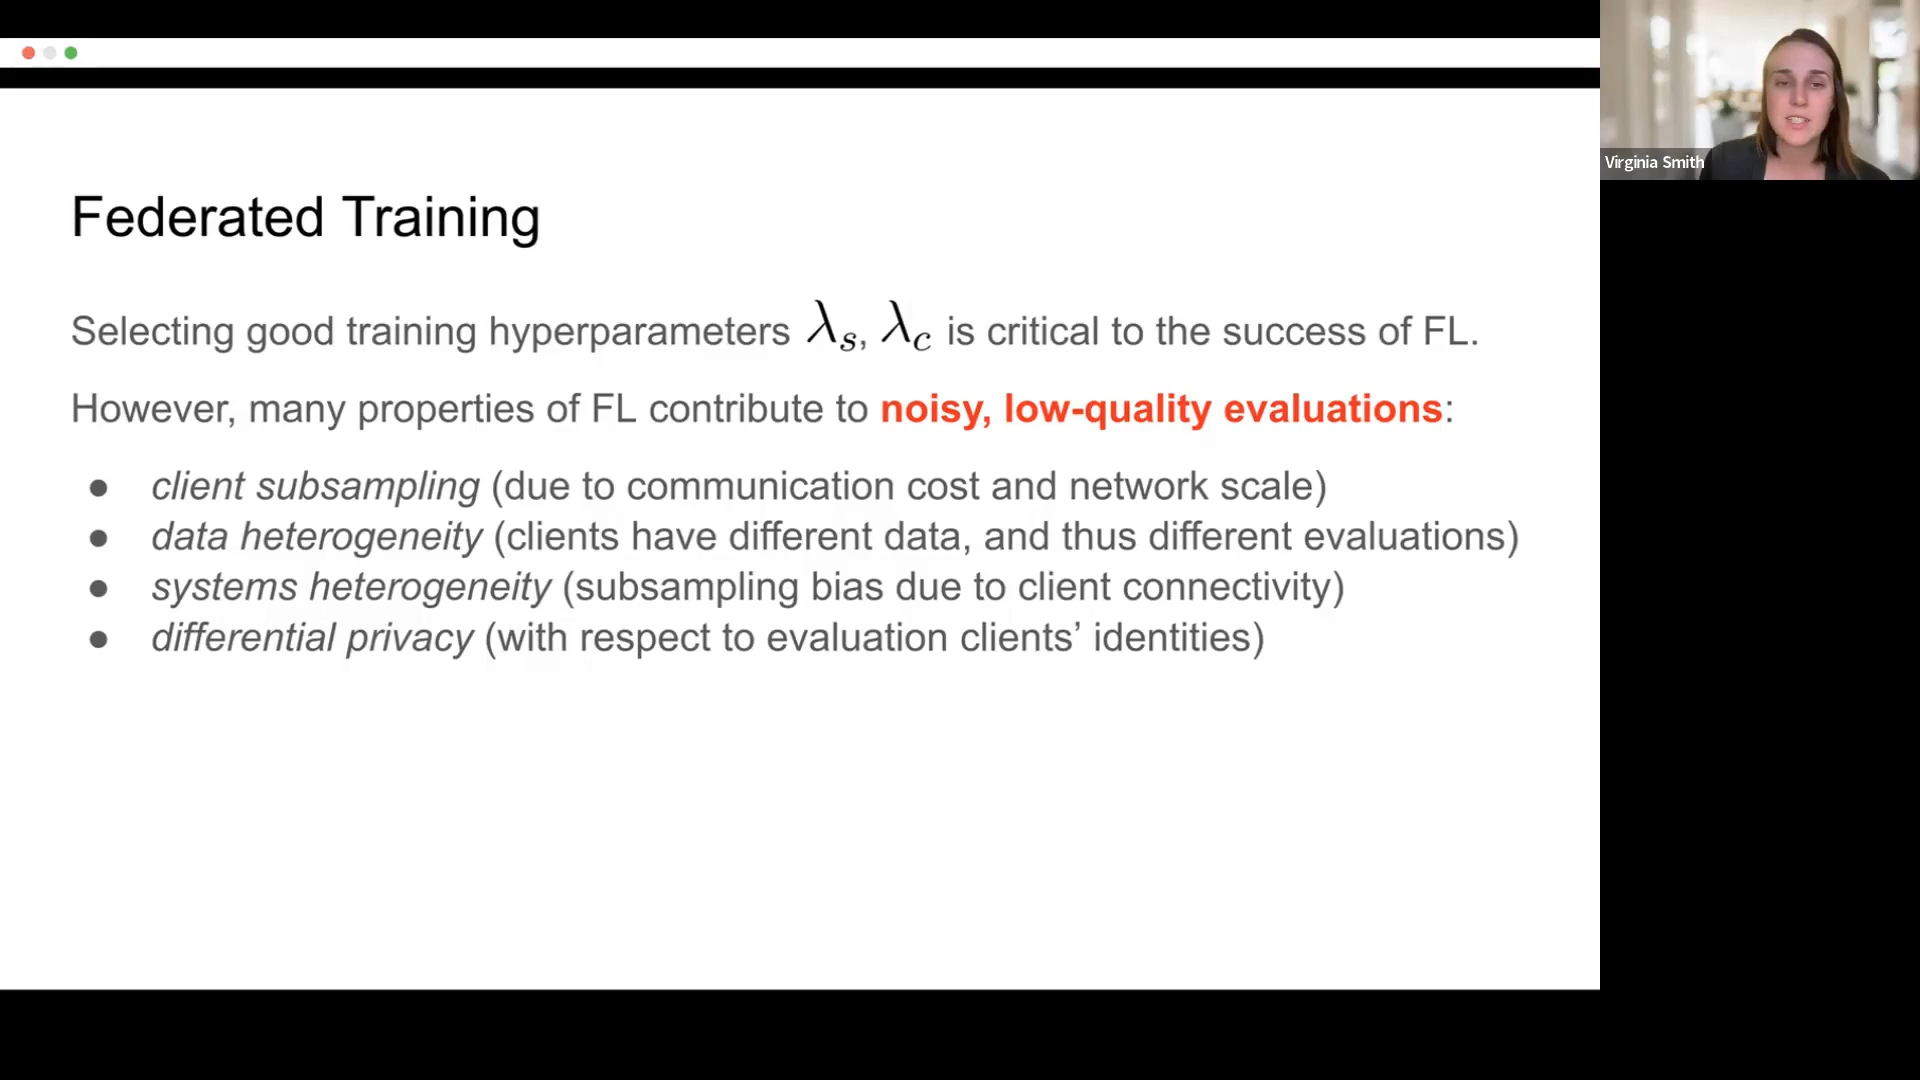 Virginia Smith
Federated Training
Selecting good training hyperparameters λ_s, λ_c is critical to the success of FL.
However, many properties of FL contribute to noisy, low-quality evaluations:
● client subsampling (due to communication cost and network scale)
● data heterogeneity (clients have different data, and thus different evaluations)
● systems heterogeneity (subsampling bias due to client connectivity)
● differential privacy (with respect to evaluation clients’ identities)